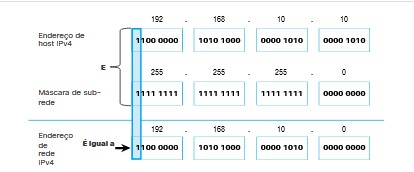 192 . 168 . 10 . 10
Endereço de
host IPv4
1100 0000 1010 1000 0000 1010 0000 1010
E
255 . 255 . 255 . 0
Máscara de sub-
rede
1111 1111 1111 1111 1111 1111 0000 0000
192 . 168 . 10 . 0
Endereço
de
rede
IPv4
É Igual a
1100 0000 1010 1000 0000 1010 0000 0000